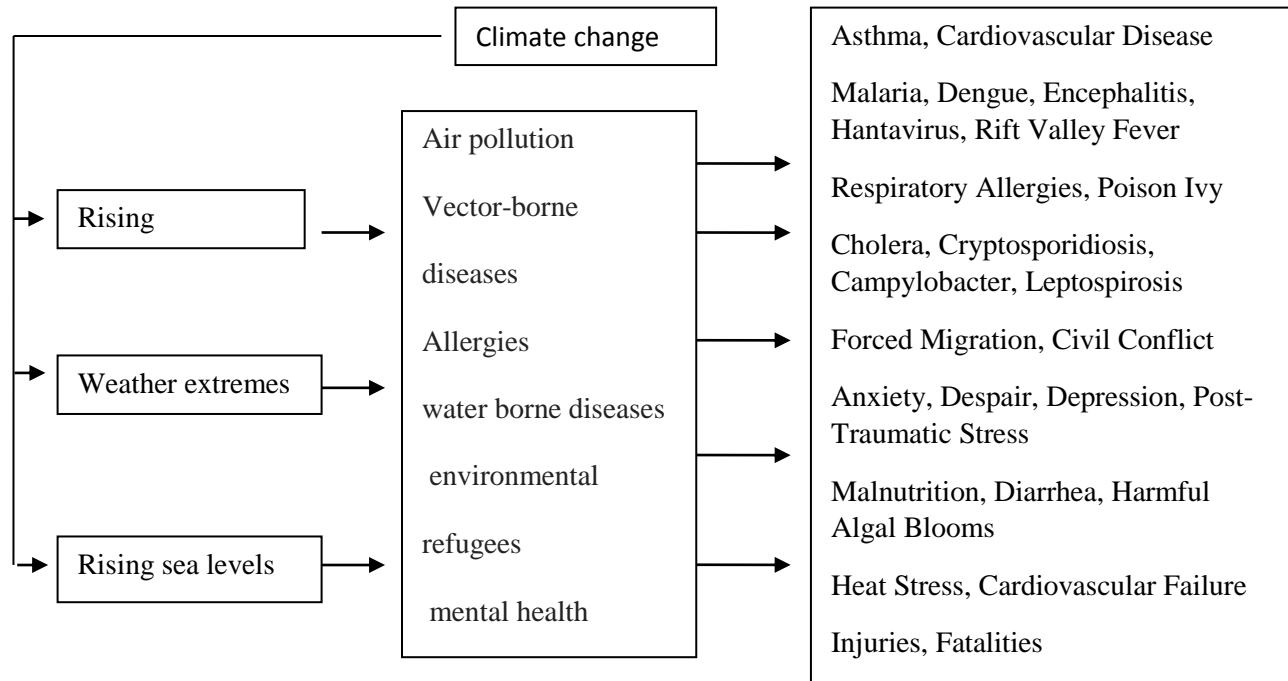 Climate change
Rising
Weather extremes
Rising sea levels
Air pollution
Vector-borne
diseases
Allergies
water borne diseases
environmental
refugees
mental health
Asthma, Cardiovascular Disease
Malaria, Dengue, Encephalitis,
Hantavirus, Rift Valley Fever
Respiratory Allergies, Poison Ivy
Cholera, Cryptosporidiosis,
Campylobacter, Leptospirosis
Forced Migration, Civil Conflict
Anxiety, Despair, Depression, Post-
Traumatic Stress
Malnutrition, Diarrhea, Harmful
Algal Blooms
Heat Stress, Cardiovascular Failure
Injuries, Fatalities